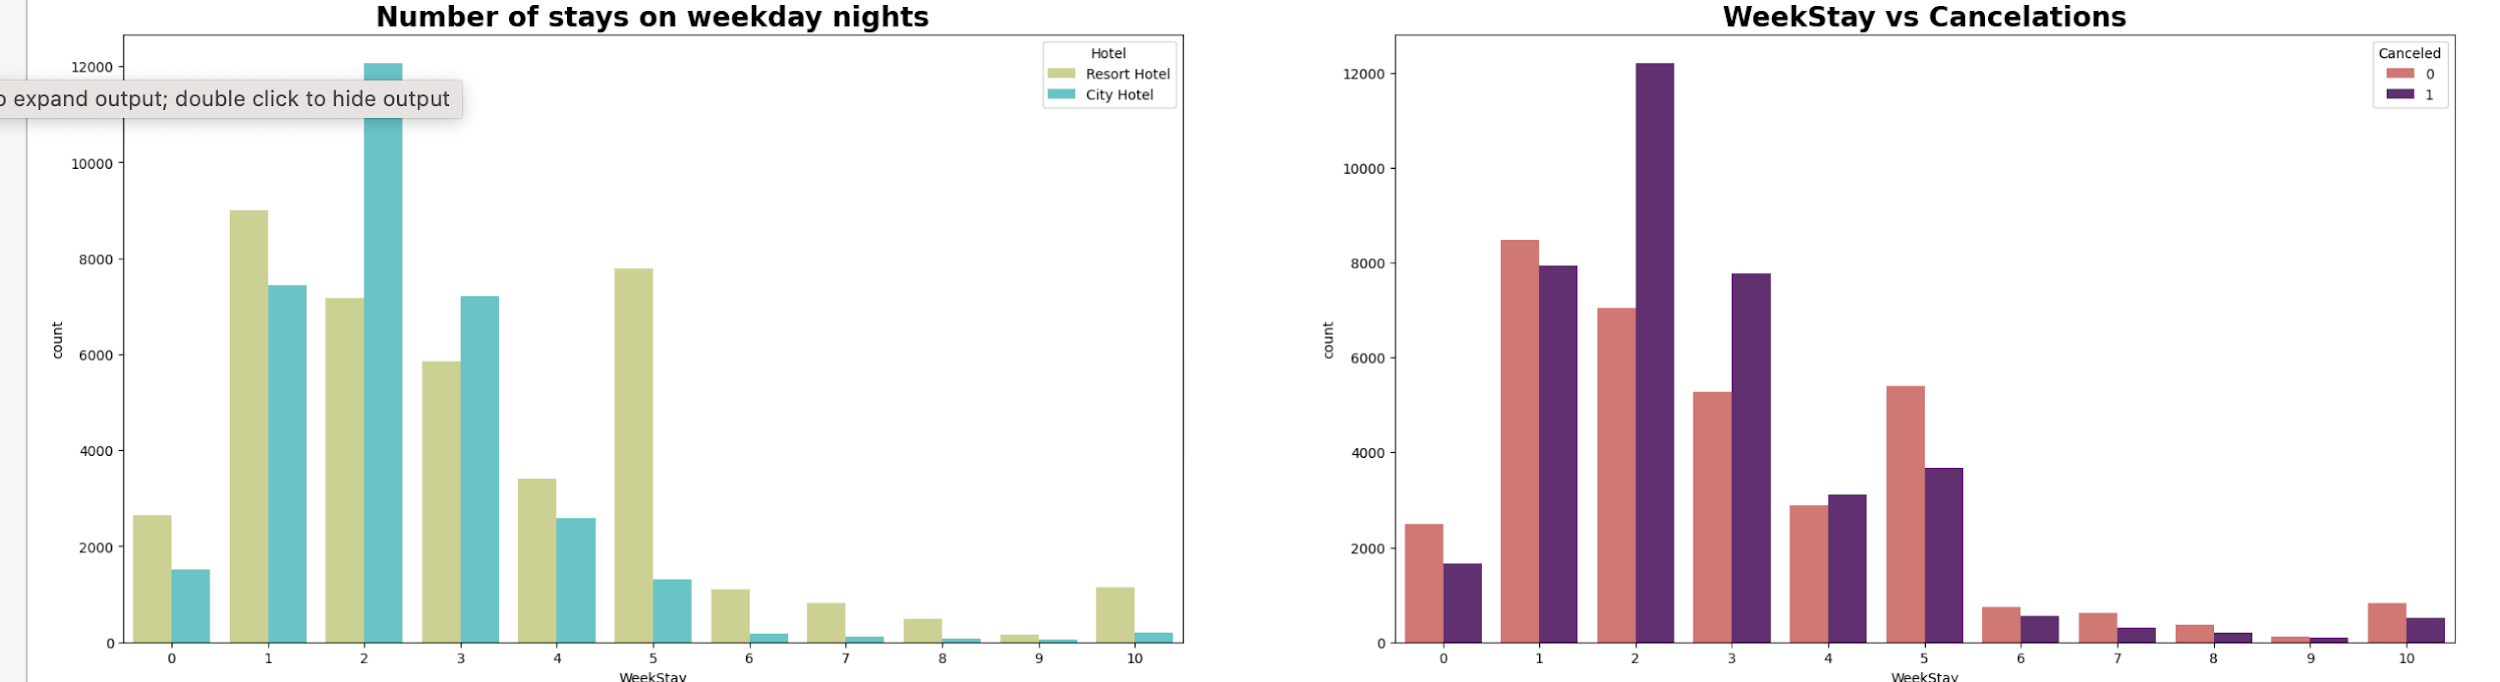 Number of stays on weekday nights
Hotel
Resort Hotel
City Hotel
expand output; double click to hide output
12000
10000
8000
6000
4000
2000
0
count
0 1 2 3 4 5 6 7 8 9 10
WeekStay
WeekStay vs Cancelations
Canceled
0
1
12000
10000
8000
6000
4000
2000
0
count
0 1 2 3 4 5 6 7 8 9 10
WeekStay